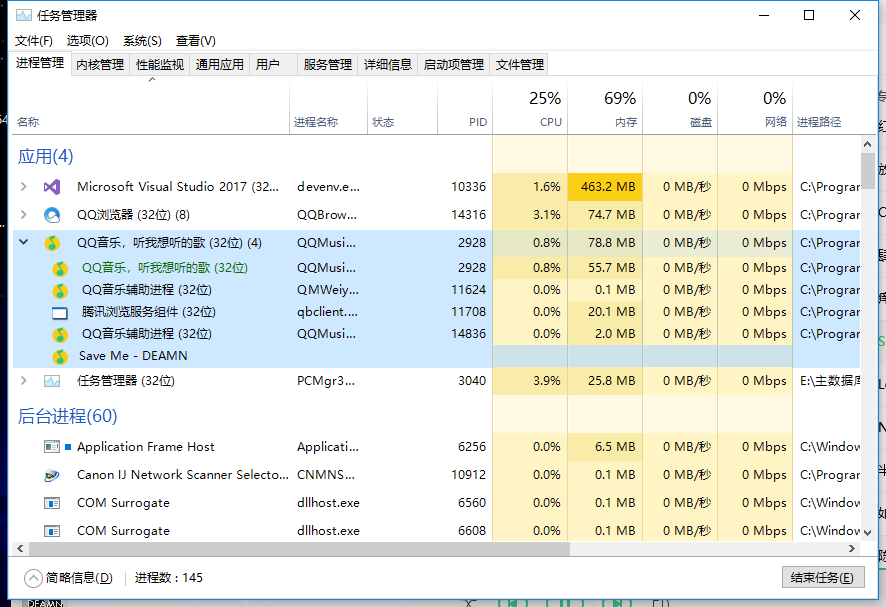 任务管理器
文件(F) 选项(O) 系统(S) 查看(V)
进程管理 内核管理 性能监视 通用应用 用户 服务管理 详细信息 启动项管理 文件管理
25% 69% 0% 0%
名称 进程名称 状态 PID CPU 内存 磁盘 网络 进程路径
应用(4)
Microsoft Visual Studio 2017 (32... devenv.e... 10336 1.6% 463.2 MB 0 MB/秒 0 Mbps C:\Program
QQ浏览器 (32位) (8) QQBrow... 14316 3.1% 74.7 MB 0 MB/秒 0 Mbps C:\Program
QQ音乐，听我想听的歌 (32位) (4) QQMusi... 2928 0.8% 78.8 MB 0 MB/秒 0 Mbps C:\Program
QQ音乐，听我想听的歌 (32位) QQMusi... 2928 0.8% 55.7 MB 0 MB/秒 0 Mbps C:\Program
QQ音乐辅助进程 (32位) QMWeiy... 11624 0.0% 0.1 MB 0 MB/秒 0 Mbps C:\Program
腾讯浏览服务组件 (32位) qbclient.... 11708 0.0% 20.1 MB 0 MB/秒 0 Mbps C:\Program
QQ音乐辅助进程 (32位) QQMusi... 14836 0.0% 2.0 MB 0 MB/秒 0 Mbps C:\Program
Save Me - DEAMN
任务管理器 (32位) PCMgr3... 3040 3.9% 25.8 MB 0 MB/秒 0 Mbps E:\主数据库
后台进程(60)
Application Frame Host Applicati... 6256 0.0% 6.5 MB 0 MB/秒 0 Mbps C:\Window
Canon IJ Network Scanner Selecto... CNMNS... 10912 0.0% 0.1 MB 0 MB/秒 0 Mbps C:\Program
COM Surrogate dllhost.exe 6560 0.0% 0.1 MB 0 MB/秒 0 Mbps C:\Window
COM Surrogate dllhost.exe 6608 0.0% 0.1 MB 0 MB/秒 0 Mbps C:\Window
简略信息(D) 进程数 : 145 结束任务(E)
DEAMN